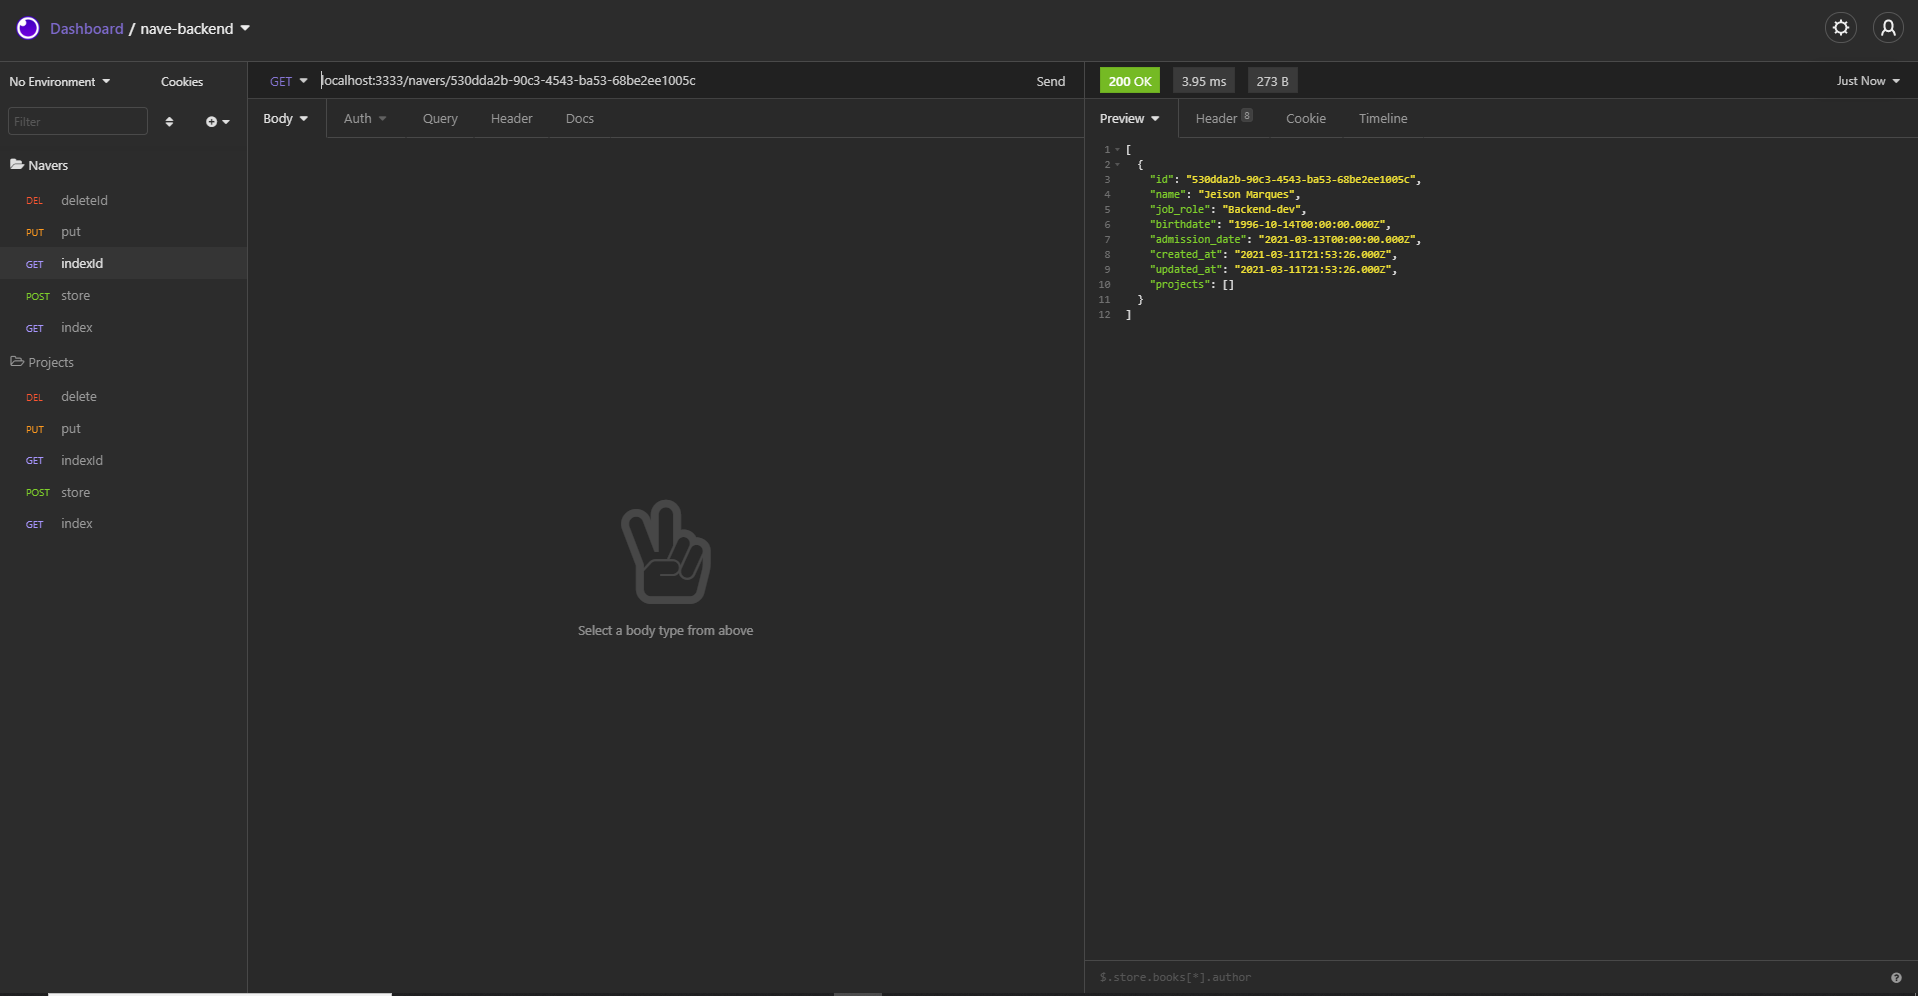 Dashboard / nave-backend
No Environment
Cookies
Filter
Navers
DEL deleteId
PUT put
GET indexId
POST store
GET index
Projects
DEL delete
PUT put
GET indexId
POST store
GET index
GET localhost:3333/navers/530dda2b-90c3-4543-ba53-68be2ee1005c
Send
Body Auth Query Header Docs
Select a body type from above
200 OK 3.95 ms 273 B
Just Now
Preview Header 8 Cookie Timeline
1 [
2 {
3 "id": "530dda2b-90c3-4543-ba53-68be2ee1005c",
4 "name": "Jeison Marques",
5 "job_role": "Backend-dev",
6 "birthdate": "1996-10-14T00:00:00.000Z",
7 "admission_date": "2021-03-13T00:00:00.000Z",
8 "created_at": "2021-03-11T21:53:26.000Z",
9 "updated_at": "2021-03-11T21:53:26.000Z",
10 "projects": []
11 }
12 ]
$.store.books[*].author
?